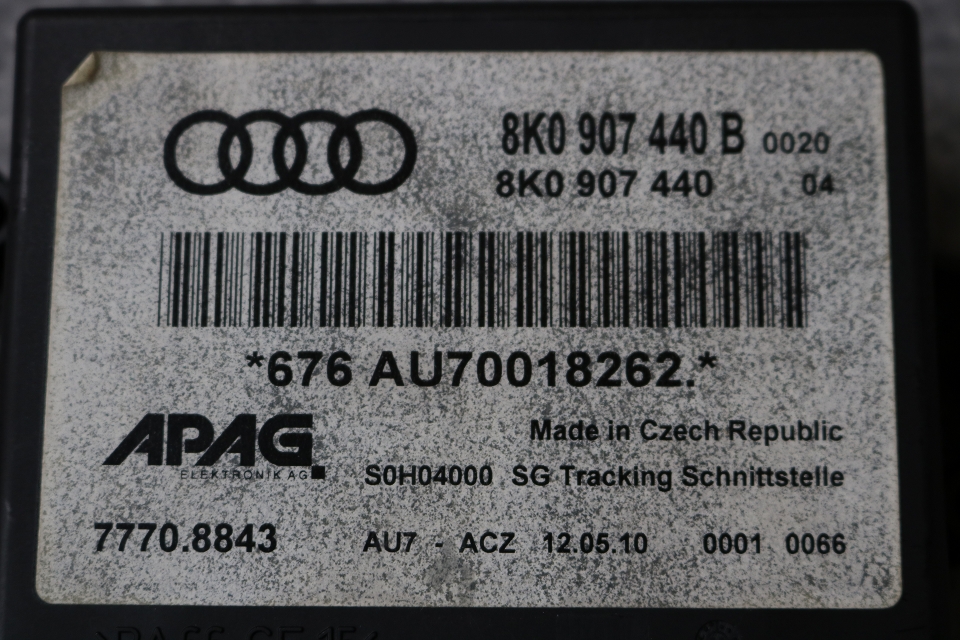 8K0 907 440 B 0020
8K0 907 440 04
*676 AU70018262.*
APAG
ELEKTRONIK AG
Made in Czech Republic
S0H04000 SG Tracking Schnittstelle
7770.8843 AU7 - ACZ 12.05.10 0001 0066